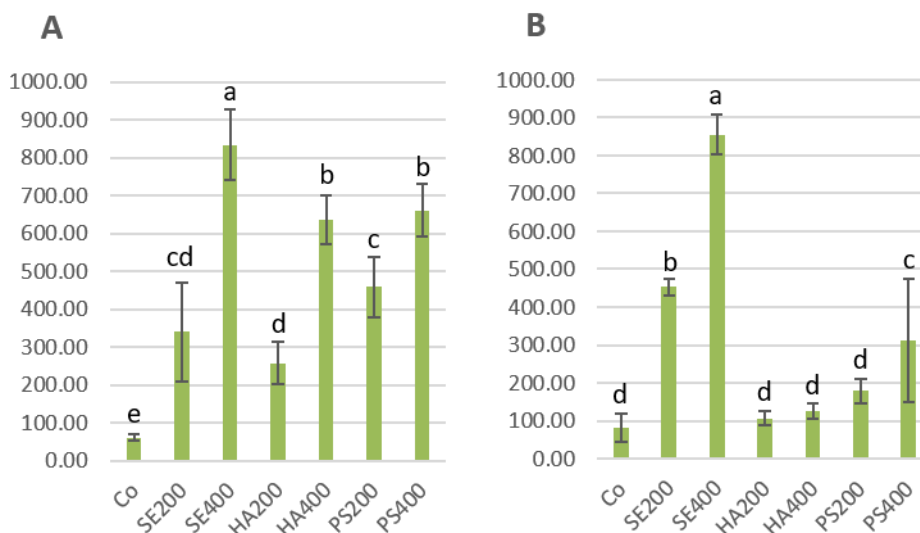 A
1000.00
900.00
800.00
700.00
600.00
500.00
400.00
300.00
200.00
100.00
0.00
e
cd
a
d
b
c
b
Co
SE200
SE400
HA200
HA400
PS200
PS400
B
1000.00
900.00
800.00
700.00
600.00
500.00
400.00
300.00
200.00
100.00
0.00
d
b
a
d
d
d
c
Co
SE200
SE400
HA200
HA400
PS200
PS400